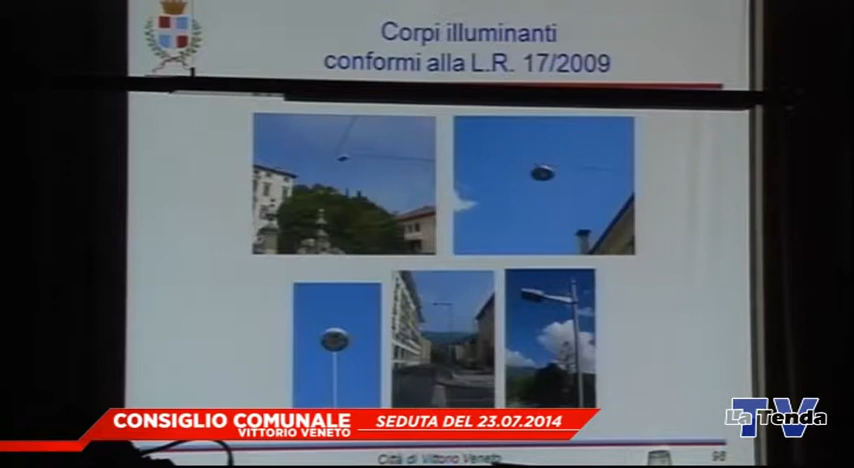 Corpi illuminanti
conformi alla L.R. 17/2009
CONSIGLIO COMUNALE
VITTORIO VENETO
SEDUTA DEL 23.07.2014
TV
La Tenda
Città di Vittorio Veneto
98